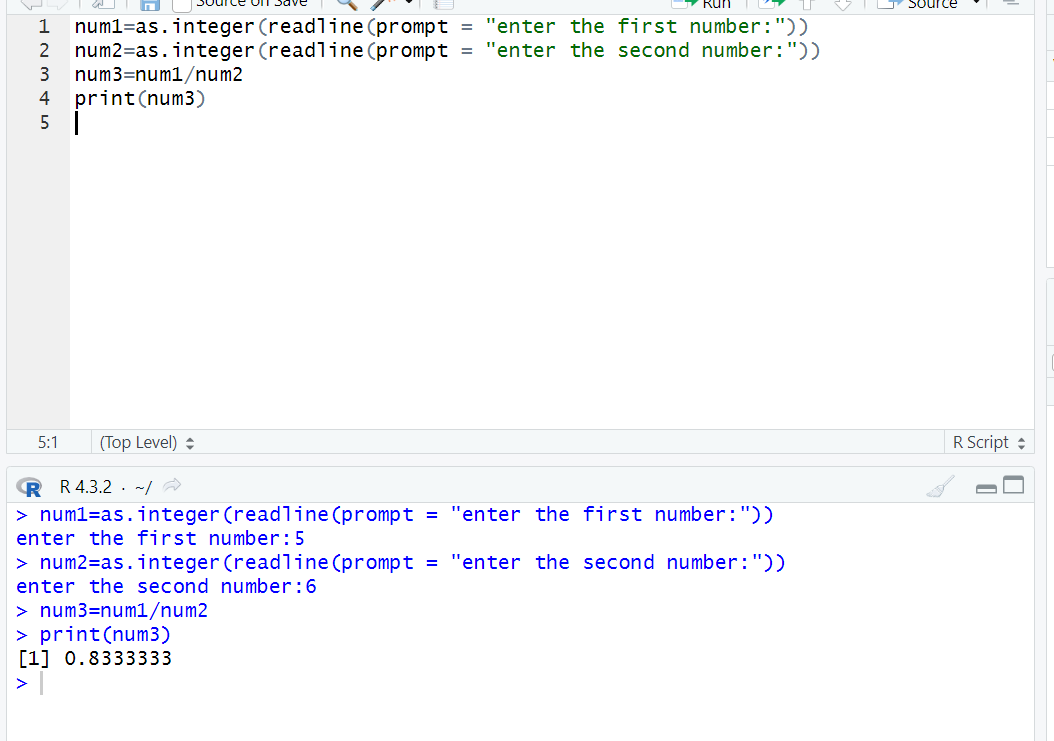 Source on Save Run Source
1 num1=as.integer(readline(prompt = "enter the first number:"))
2 num2=as.integer(readline(prompt = "enter the second number:"))
3 num3=num1/num2
4 print(num3)
5
5:1 (Top Level) R Script
R R 4.3.2 · ~/
> num1=as.integer(readline(prompt = "enter the first number:"))
enter the first number:5
> num2=as.integer(readline(prompt = "enter the second number:"))
enter the second number:6
> num3=num1/num2
> print(num3)
[1] 0.8333333
>